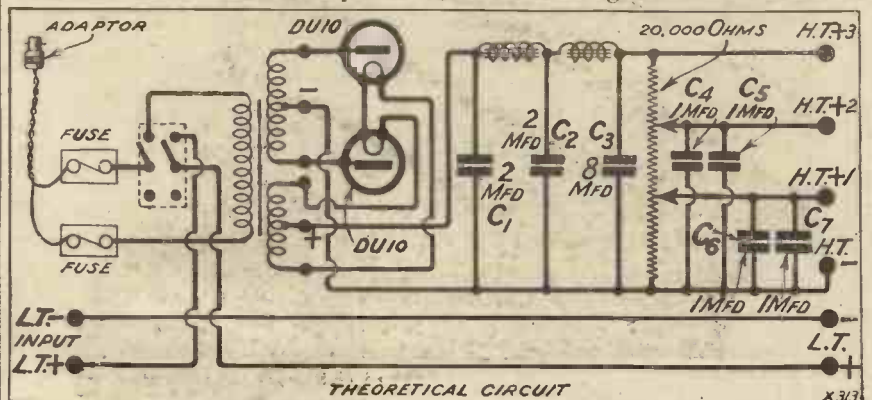 ADAPTOR
DU10
20,000 OHMS
H.T.+3
C4
1MFD
C5
1MFD
H.T.+2
FUSE
2
MFD
C2
C3
8
MFD
2
MFD
C1
H.T.+1
DU10
C6
C7
H.T.
-
FUSE
1MFD
1MFD
L.T.-
INPUT
L.T.+
-
L.T.
+
-
+
THEORETICAL CIRCUIT
X313